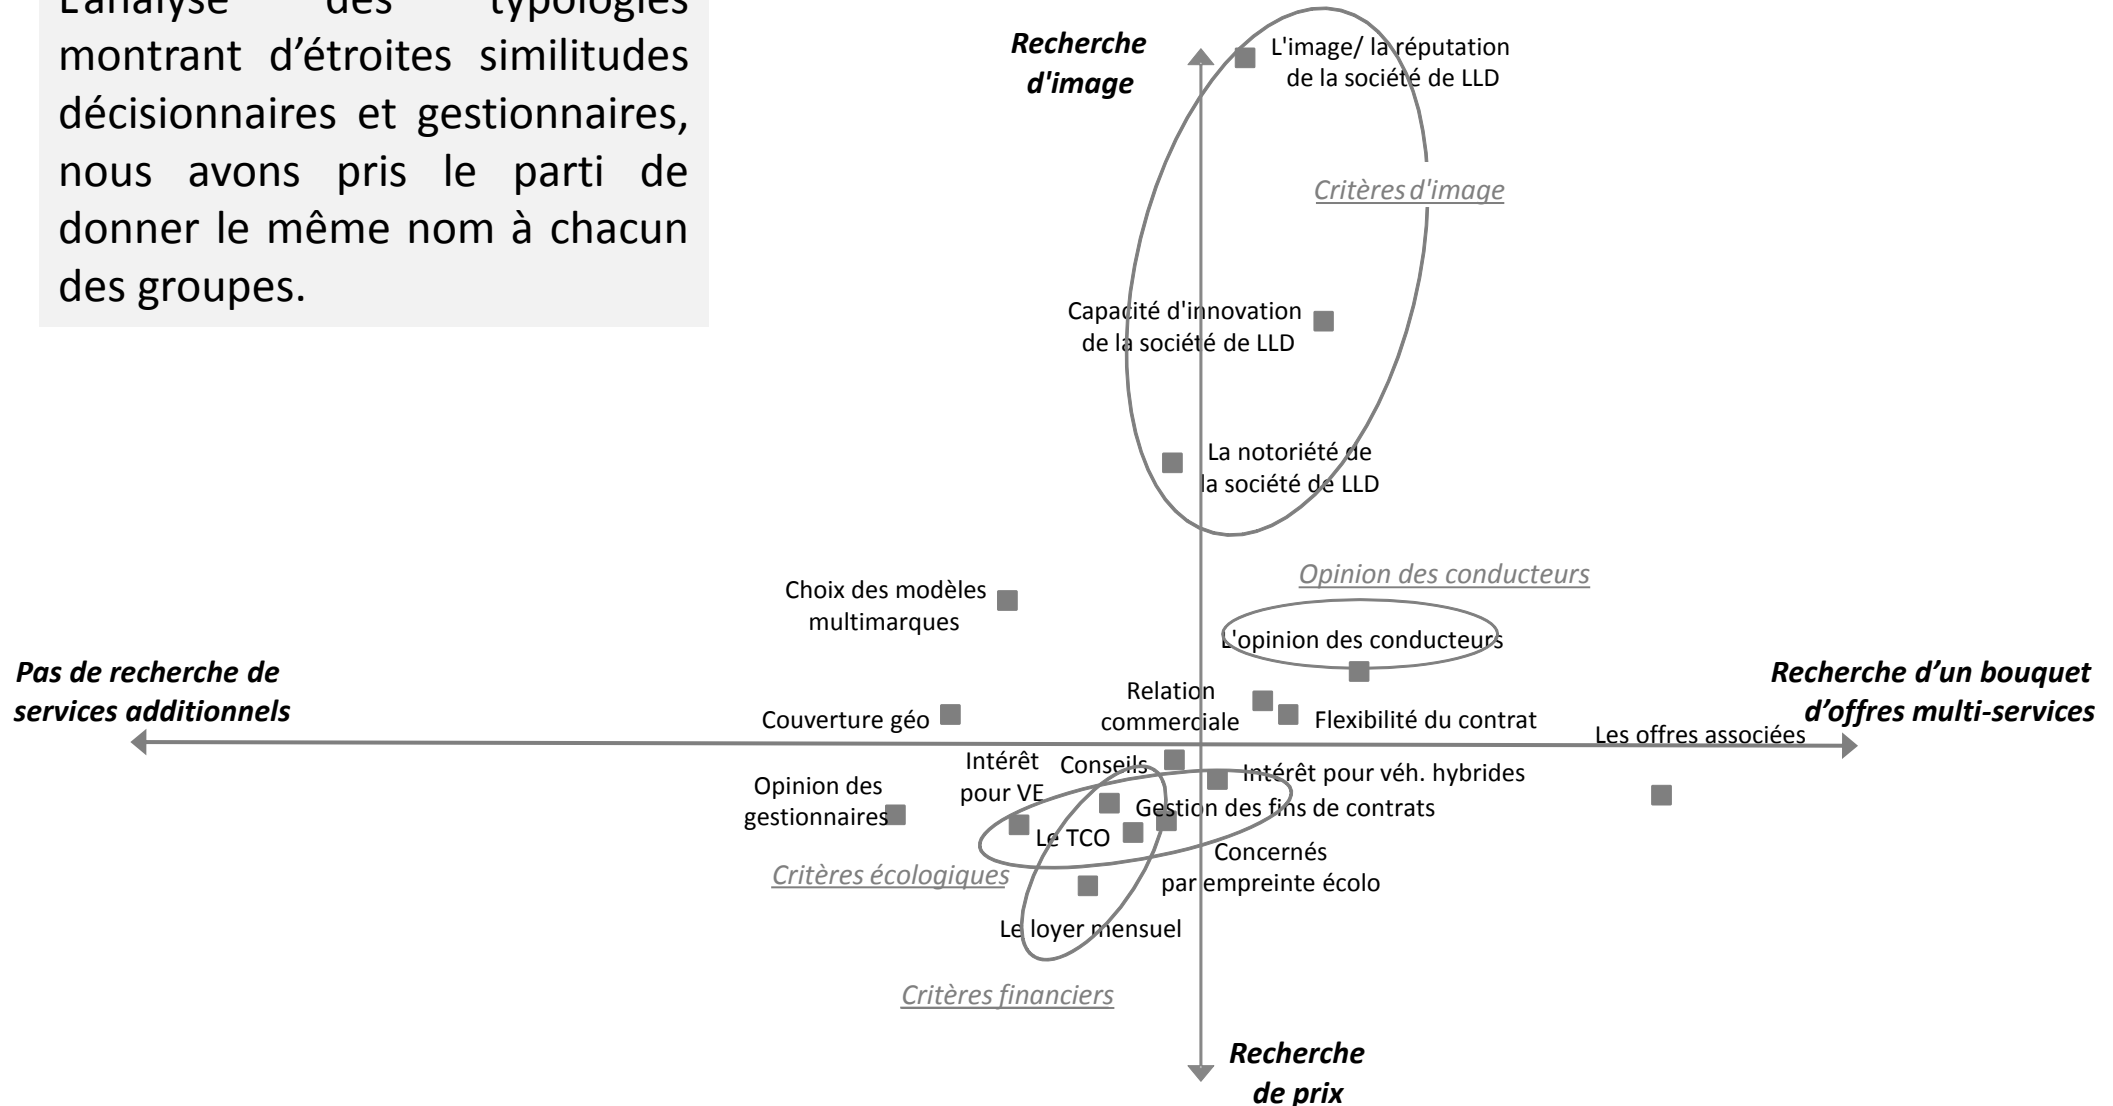 L'analyse des typologies
montrant d’étroites similitudes
décisionnaires et gestionnaires,
nous avons pris le parti de
donner le même nom à chacun
des groupes.
Recherche
d'image
L'image/ la réputation
de la société de LLD
Critères d'image
Capacité d'innovation
de la société de LLD
La notoriété de
la société de LLD
Opinion des conducteurs
Choix des modèles
multimarques
L'opinion des conducteurs
Pas de recherche de
services additionnels
Recherche d’un bouquet
d’offres multi-services
Relation
commerciale
Couverture géo
Flexibilité du contrat
Les offres associées
Intérêt
pour VE
Conseils
Intérêt pour véh. hybrides
Opinion des
gestionnaires
Gestion des fins de contrats
Le TCO
Concernés
par empreinte écolo
Critères écologiques
Le loyer mensuel
Critères financiers
Recherche
de prix